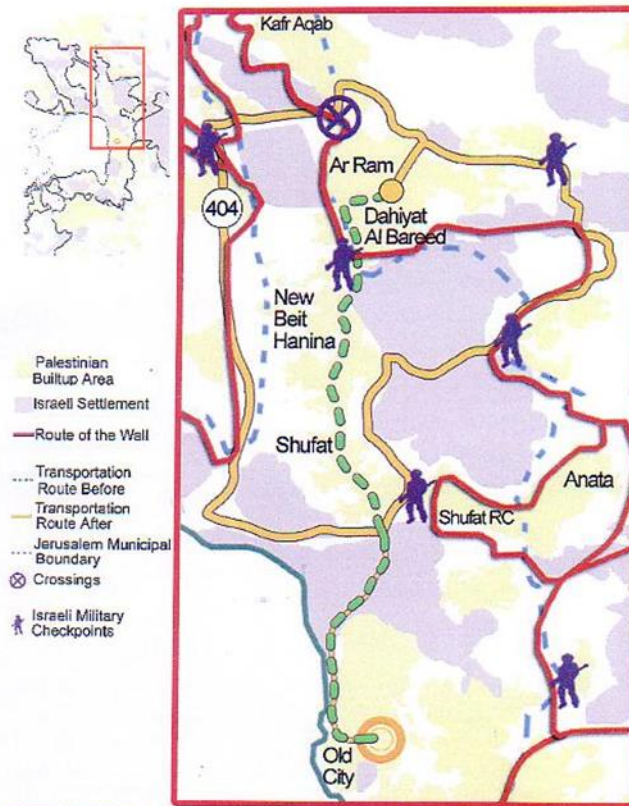 Kafr Aqab
Ar Ram
404
Dahiyat
Al Bareed
New
Beit
Hanina
Shufat
Anata
Shufat RC
Old
City
Palestinian
Builtup Area
Israeli Settlement
Route of the Wall
Transportation
Route Before
Transportation
Route After
Jerusalem Municipal
Boundary
Crossings
Israeli Military
Checkpoints